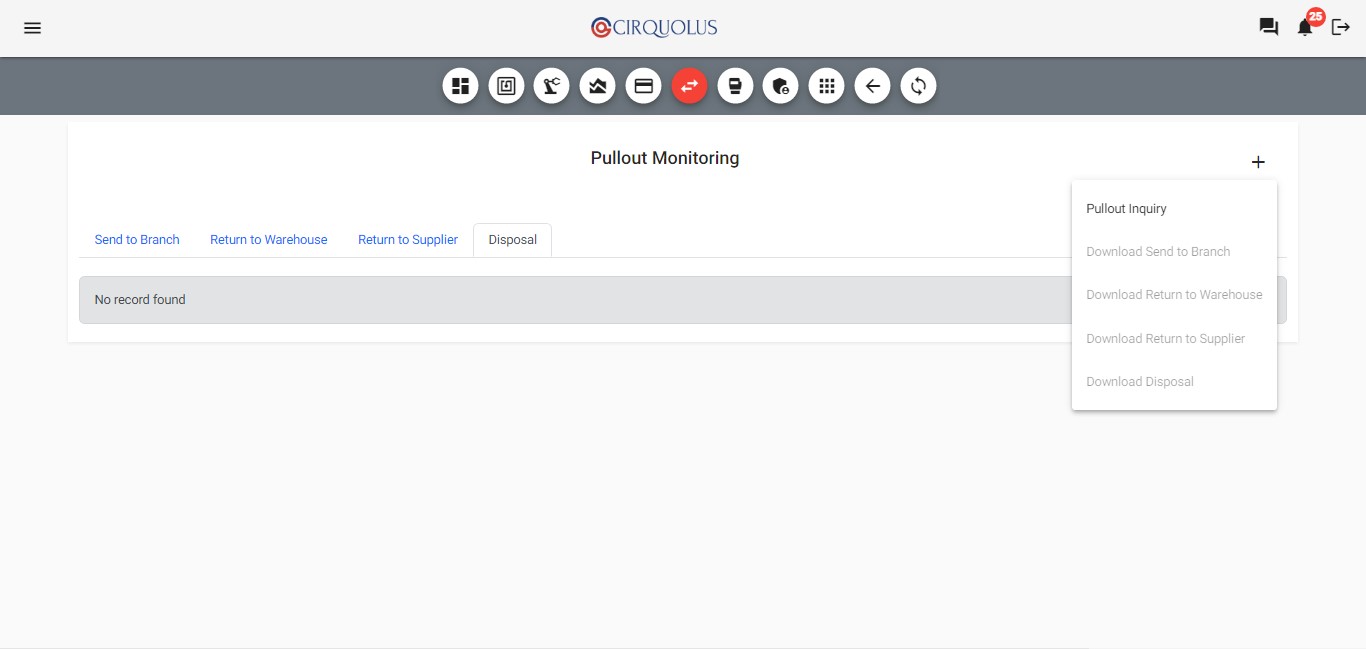 CIRQUOLUS
25
Pullout Monitoring
Pullout Inquiry
Send to Branch Return to Warehouse Return to Supplier Disposal
Download Send to Branch
No record found
Download Return to Warehouse
Download Return to Supplier
Download Disposal